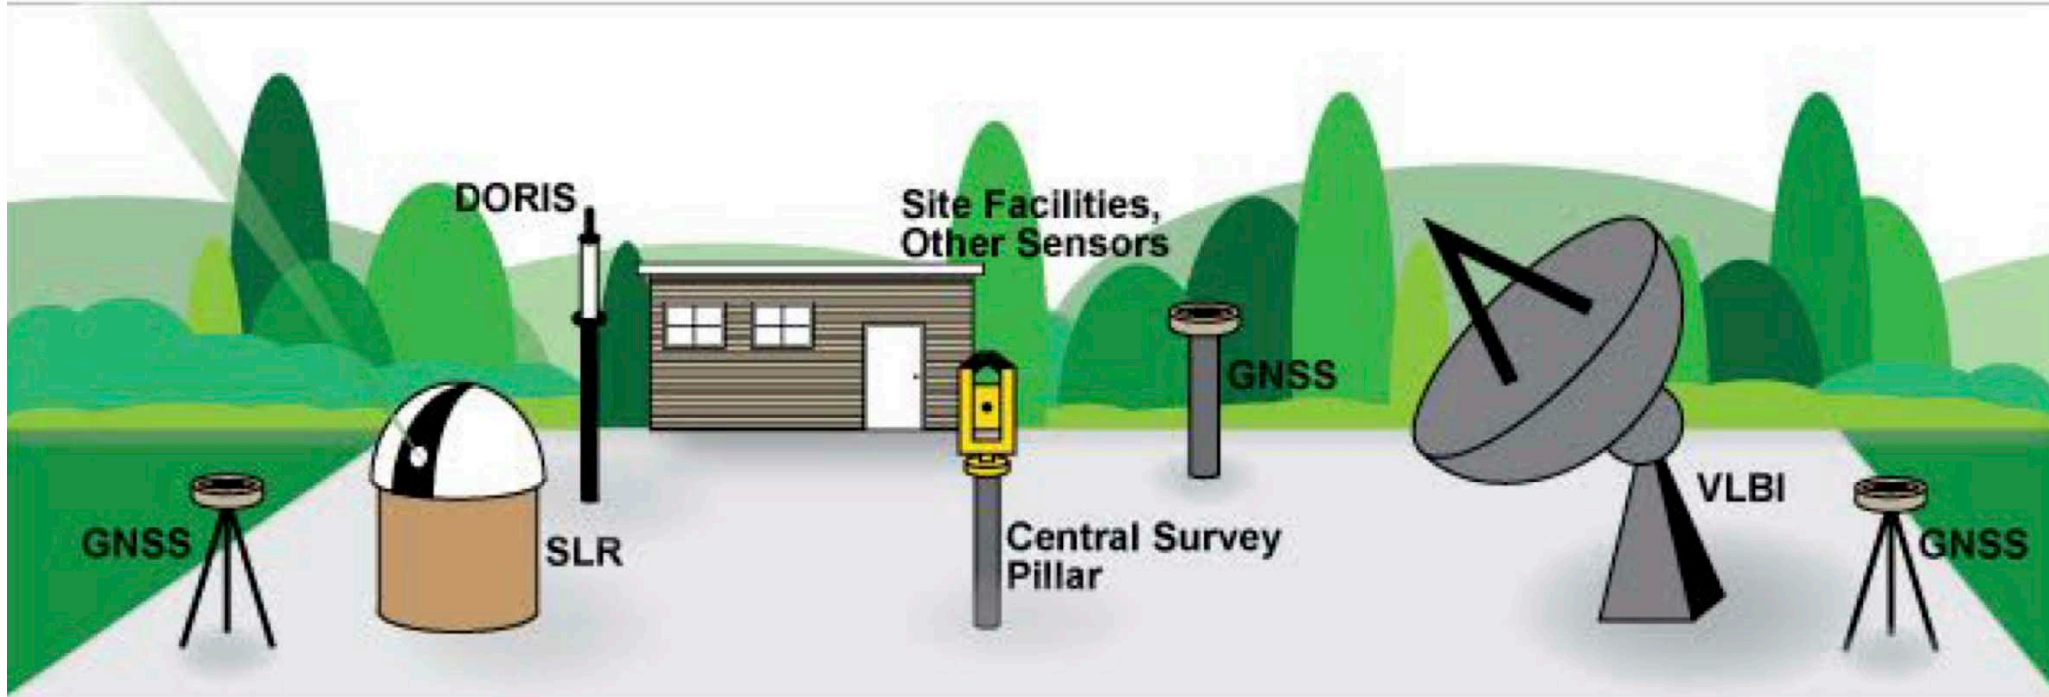 DORIS
Site Facilities,
Other Sensors
GNSS
VLBI
GNSS
SLR
Central Survey
Pillar
GNSS